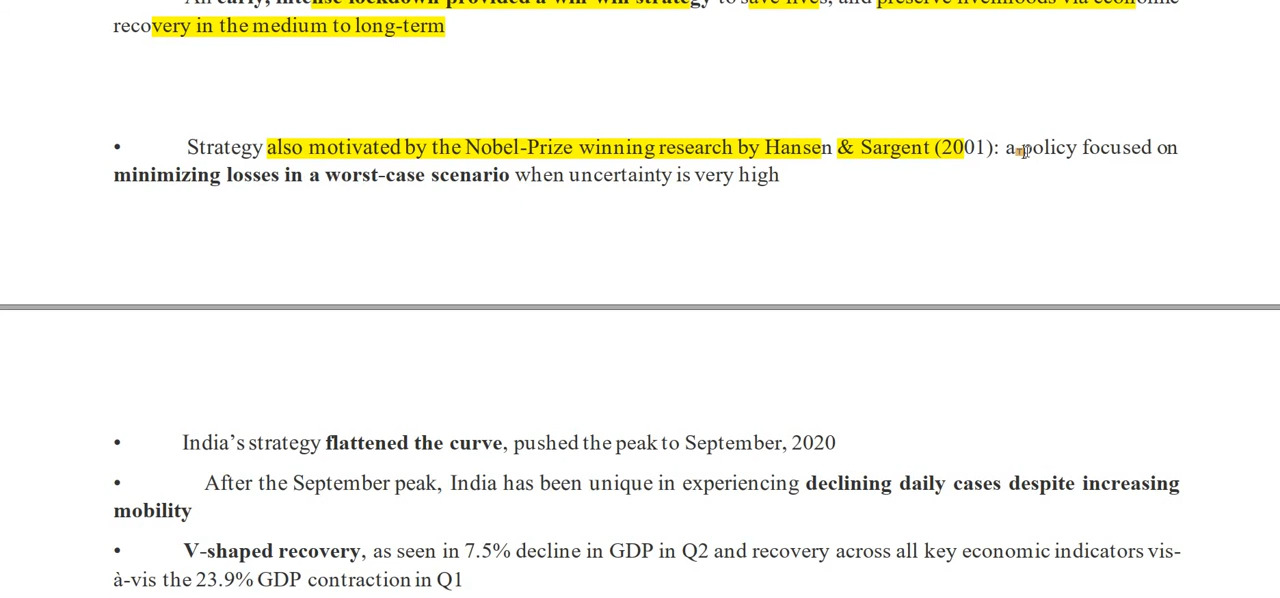 recovery in the medium to long-term
• Strategy also motivated by the Nobel-Prize winning research by Hansen & Sargent (2001): a policy focused on
minimizing losses in a worst-case scenario when uncertainty is very high
• India’s strategy flattened the curve, pushed the peak to September, 2020
• After the September peak, India has been unique in experiencing declining daily cases despite increasing
mobility
• V-shaped recovery, as seen in 7.5% decline in GDP in Q2 and recovery across all key economic indicators vis-
à-vis the 23.9% GDP contraction in Q1